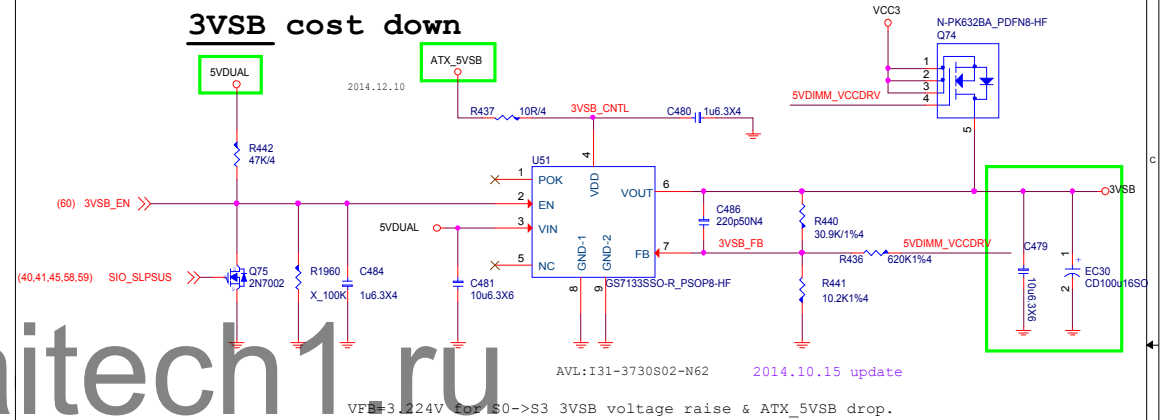 3VSB cost down
VCC3
N-PK632BA_PDFN8-HF
Q74
5VDUAL
ATX_5VSB
2014.12.10
1
2
3
4
5VDIMM_VCCDRV
5
R437
10R/4
3VSB_CNTL
C480
1u6.3X4
R442
47K/4
U51
4
1
POK
VDD
VOUT
6
3VSB
(60) 3VSB_EN
2
EN
C486
220p50N4
R440
30.9K/1%4
5VDUAL
3
VIN
FB
7
3VSB_FB
R436
620K1%4
5VDIMM_VCCDRV
C479
10u6.3X6
1
+
EC30
CD100u16SO
2
(40,41,45,58,59) SIO_SLPSUS
Q75
2N7002
R1960
X_100K
C484
1u6.3X4
5
NC
GND-1
GND-2
C481
10u6.3X6
8
9
GS7133SSO-R_PSOP8-HF
R441
10.2K1%4
C
AVL:I31-3730S02-N62
2014.10.15 update
aitech1.ru
VFB=3.224V for S0->S3 3VSB voltage raise & ATX_5VSB drop.